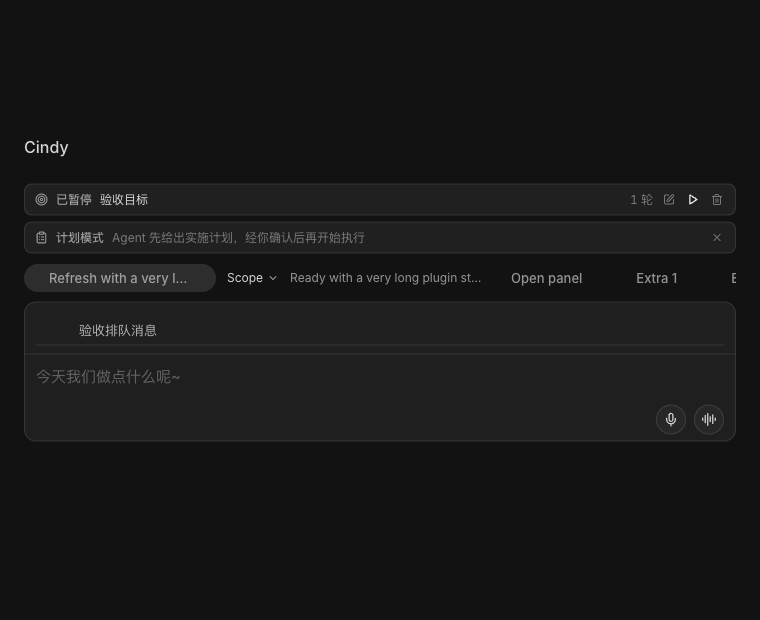 Cindy
已暂停 验收目标 1 轮
计划模式 Agent 先给出实施计划，经你确认后再开始执行
Refresh with a very l... Scope Ready with a very long plugin st... Open panel Extra 1
验收排队消息
今天我们做点什么呢~